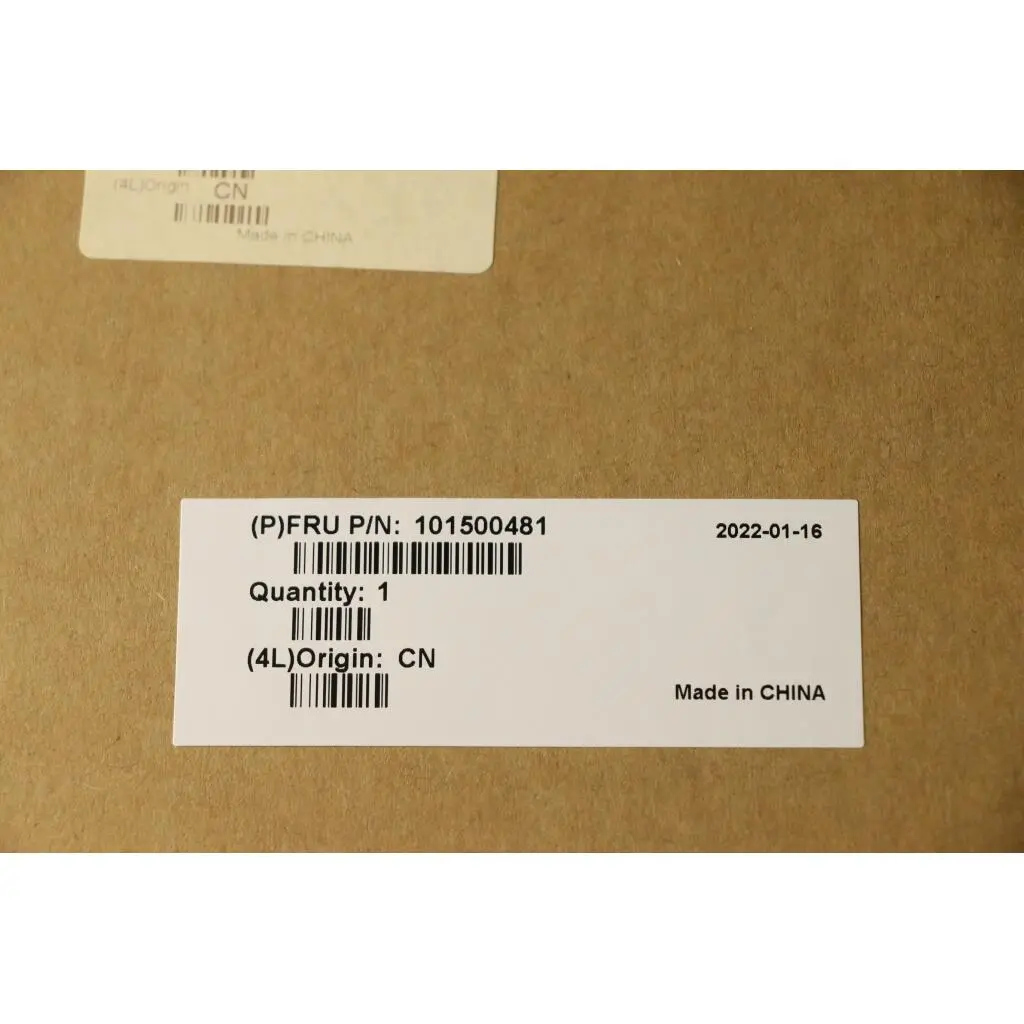 (4L)Origin: CN
Made in CHINA
(P)FRU P/N: 101500481
2022-01-16
Quantity: 1
(4L)Origin: CN
Made in CHINA